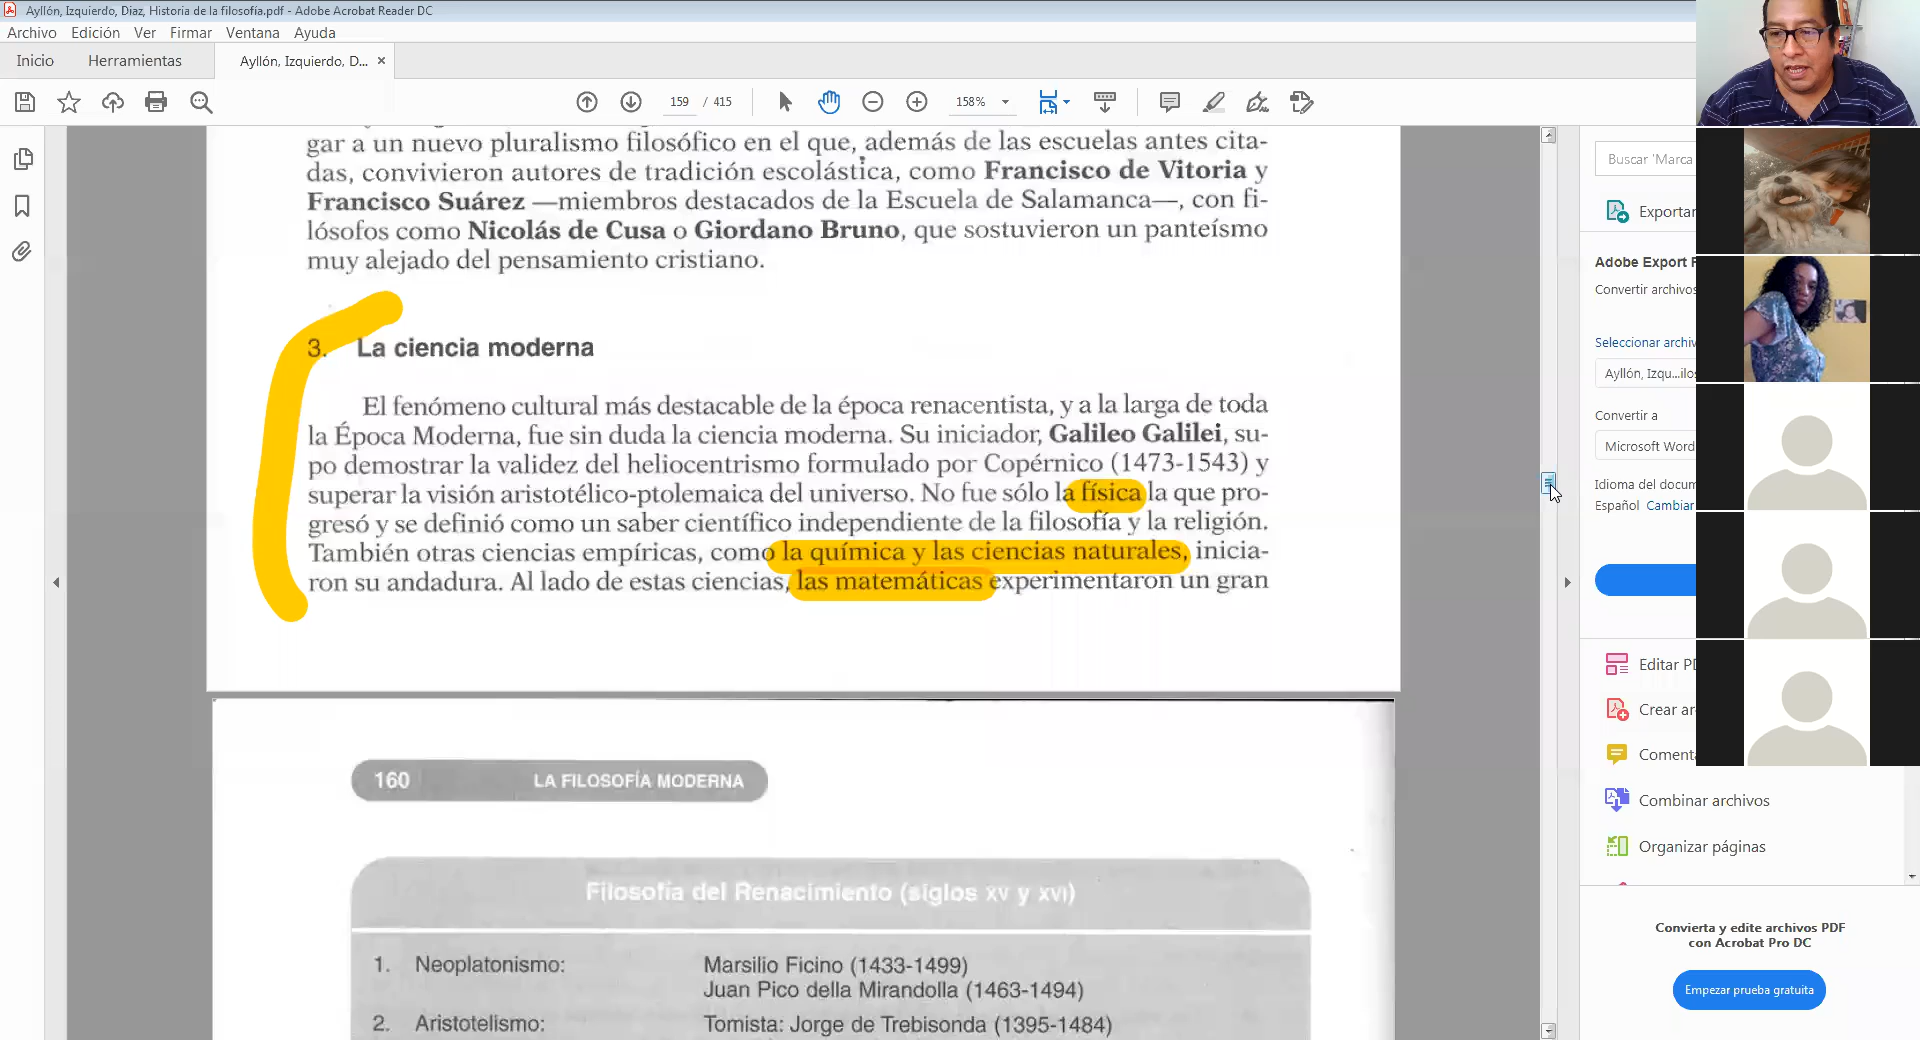 Ayllón, Izquierdo, Díaz, Historia de la filosofía.pdf - Adobe Acrobat Reader DC
Archivo Edición Ver Firmar Ventana Ayuda
Inicio Herramientas Ayllón, Izquierdo, D... ×
159 / 415 158%
gar a un nuevo pluralismo filosófico en el que, además de las escuelas antes cita-
das, convivieron autores de tradición escolástica, como Francisco de Vitoria y
Francisco Suárez —miembros destacados de la Escuela de Salamanca—, con fi-
lósofos como Nicolás de Cusa o Giordano Bruno, que sostuvieron un panteísmo
muy alejado del pensamiento cristiano.
3. La ciencia moderna
El fenómeno cultural más destacable de la época renacentista, y a la larga de toda
la Época Moderna, fue sin duda la ciencia moderna. Su iniciador, Galileo Galilei, su-
po demostrar la validez del heliocentrismo formulado por Copérnico (1473-1543) y
superar la visión aristotélico-ptolemaica del universo. No fue sólo la física la que pro-
gresó y se definió como un saber científico independiente de la filosofía y la religión.
También otras ciencias empíricas, como la química y las ciencias naturales, inicia-
ron su andadura. Al lado de estas ciencias, las matemáticas experimentaron un gran
160 LA FILOSOFÍA MODERNA
Filosofía del Renacimiento (siglos XV y XVI)
1. Neoplatonismo: Marsilio Ficino (1433-1499)
Juan Pico della Mirandolla (1463-1494)
2. Aristotelismo: Tomista: Jorge de Trebisonda (1395-1484)
Buscar 'Marca
Exportar
Adobe Export
Convertir archivos
Seleccionar archiv
Ayllón, Izqu...ilos
Convertir a
Microsoft Word
Idioma del docum
Español Cambiar
Editar PD
Crear ar
Comenta
Combinar archivos
Organizar páginas
Convierta y edite archivos PDF
con Acrobat Pro DC
Empezar prueba gratuita